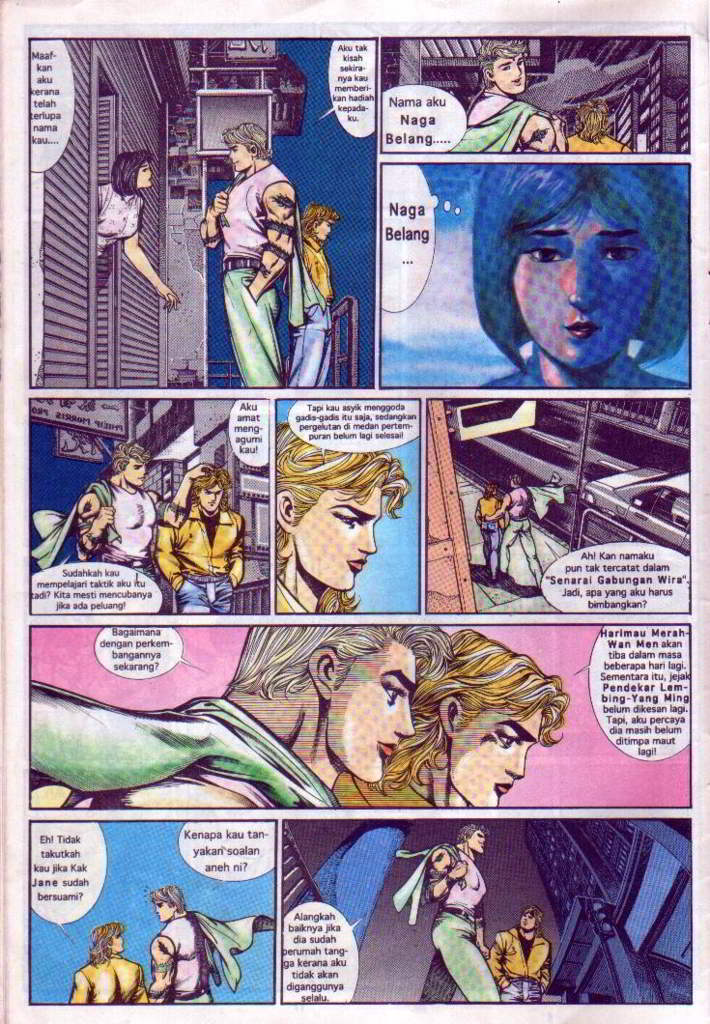 Maaf-
kan
aku
kerana
telah
terlupa
nama
kau....
Aku tak
kisah
sekira-
nya kau
memberi-
kan hadiah
kepada-
ku.
Nama aku
Naga
Belang.....
Naga
Belang
...
PHILIP MORRIS PRO
Sudahkah kau
mempelajari taktik aku itu
tadi? Kita mesti mencubanya
jika ada peluang!
Aku
amat
meng-
agumi
kau!
Tapi kau asyik menggoda
gadis-gadis itu saja, sedangkan
pergelutan di medan pertem-
puran belum lagi selesai!
Ah! Kan namaku
pun tak tercatat dalam
"Senarai Gabungan Wira".
Jadi, apa yang aku harus
bimbangkan?
Bagaimana
dengan perkem-
bangannya
sekarang?
Harimau Merah-
Wan Men akan
tiba dalam masa
beberapa hari lagi.
Sementara itu, jejak
Pendekar Lem-
bing-Yang Ming
belum dikesan lagi.
Tapi, aku percaya
dia masih belum
ditimpa maut
lagi!
Eh! Tidak
takutkah
kau jika Kak
Jane sudah
bersuami?
Kenapa kau tan-
yakan soalan
aneh ni?
Alangkah
baiknya jika
dia sudah
perumah tang-
ga kerana aku
tidak akan
diganggunya
selalu.